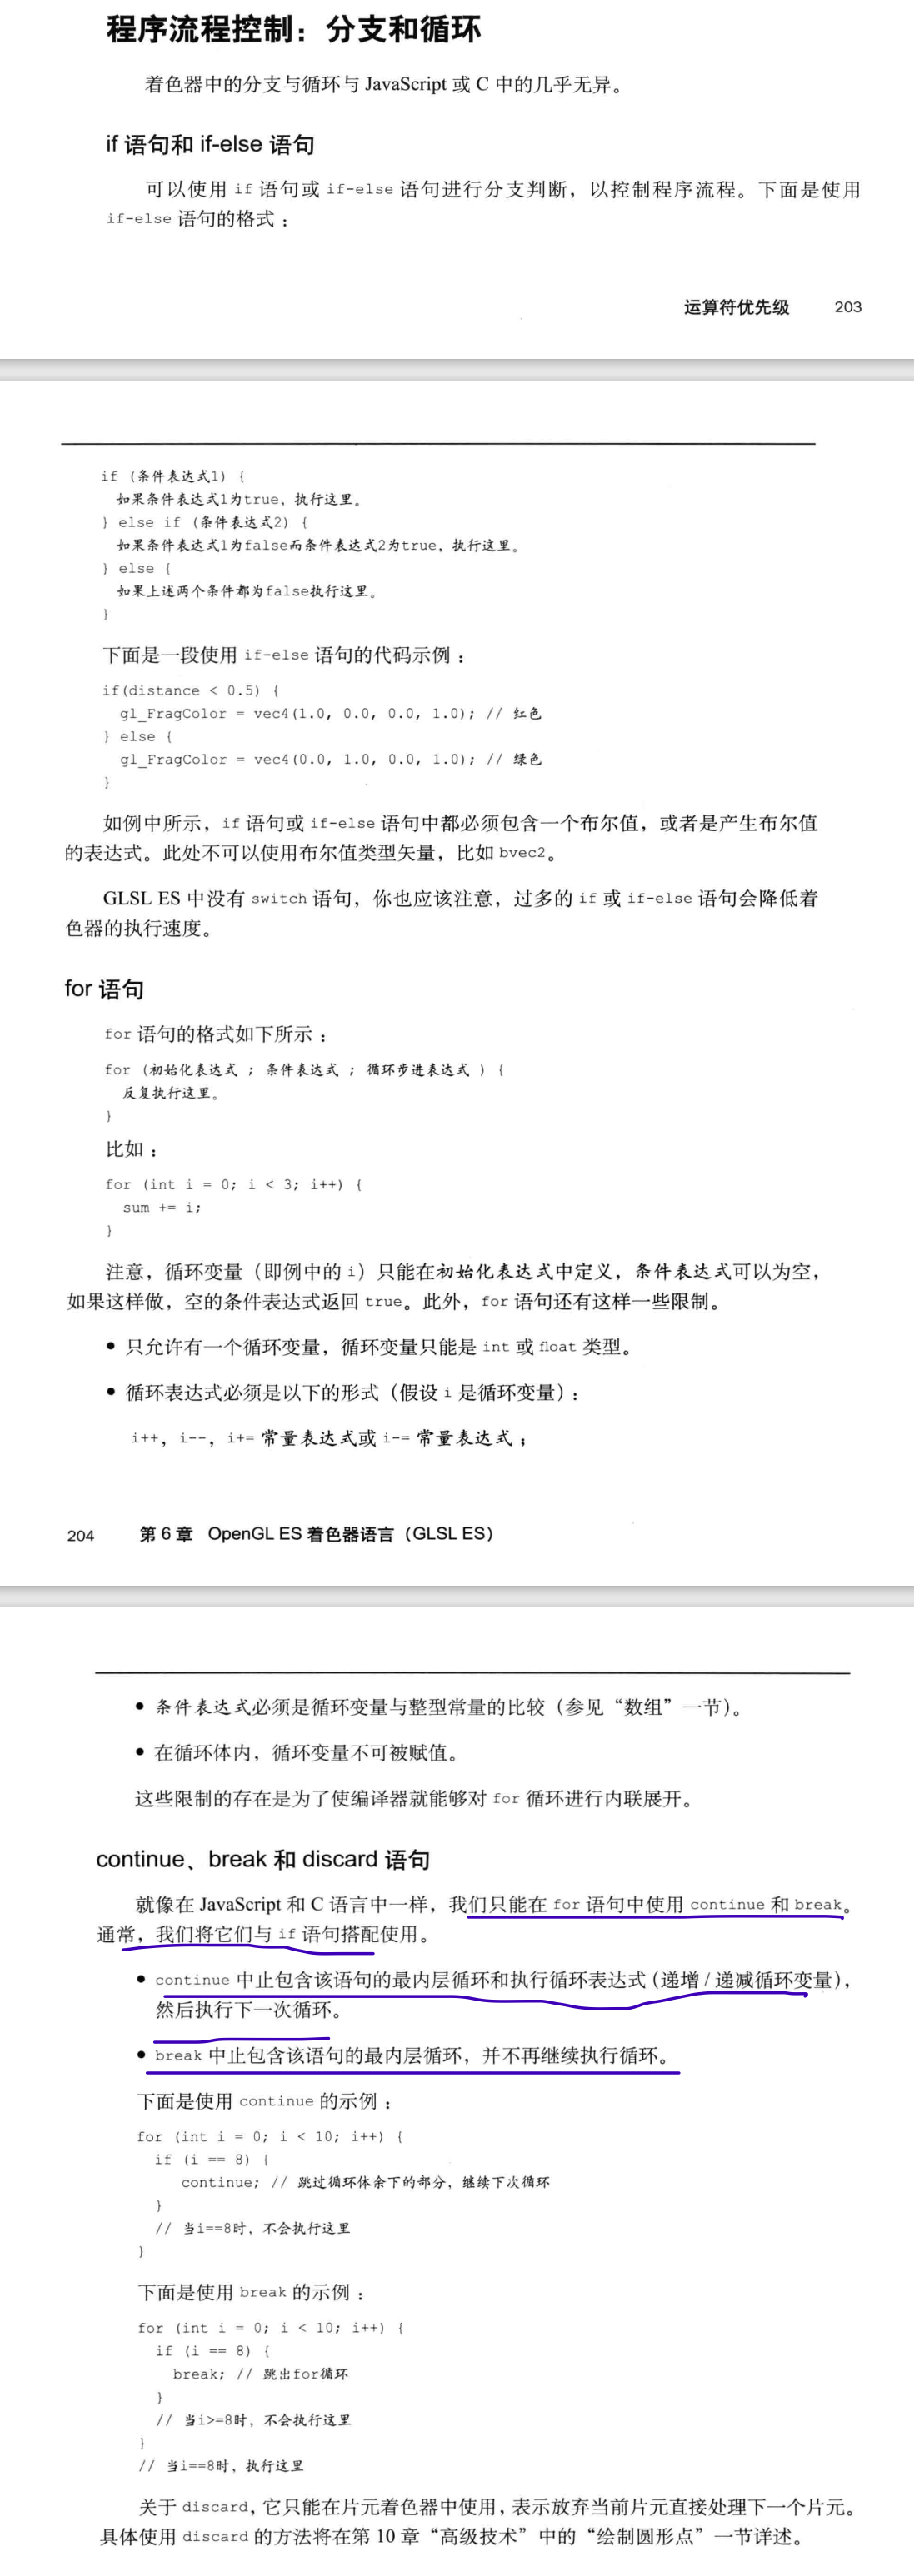 程序流程控制：分支和循环
着色器中的分支与循环与 JavaScript 或 C 中的几乎无异。
if 语句和 if-else 语句
可以使用 if 语句或 if-else 语句进行分支判断，以控制程序流程。下面是使用
if-else 语句的格式：
运算符优先级 203
if (条件表达式1) {
如果条件表达式1为true，执行这里。
} else if (条件表达式2) {
如果条件表达式1为false而条件表达式2为true，执行这里。
} else {
如果上述两个条件都为false执行这里。
}
下面是一段使用 if-else 语句的代码示例：
if(distance < 0.5) {
gl_FragColor = vec4(1.0, 0.0, 0.0, 1.0); // 红色
} else {
gl_FragColor = vec4(0.0, 1.0, 0.0, 1.0); // 绿色
}
如例中所示，if 语句或 if-else 语句中都必须包含一个布尔值，或者是产生布尔值
的表达式。此处不可以使用布尔值类型矢量，比如 bvec2。
GLSL ES 中没有 switch 语句，你也应该注意，过多的 if 或 if-else 语句会降低着
色器的执行速度。
for 语句
for 语句的格式如下所示：
for (初始化表达式 ; 条件表达式 ; 循环步进表达式 ) {
反复执行这里。
}
比如：
for (int i = 0; i < 3; i++) {
sum += i;
}
注意，循环变量（即例中的 i）只能在初始化表达式中定义，条件表达式可以为空，
如果这样做，空的条件表达式返回 true。此外，for 语句还有这样一些限制。
• 只允许有一个循环变量，循环变量只能是 int 或 float 类型。
• 循环表达式必须是以下的形式（假设 i 是循环变量）：
i++，i--，i+= 常量表达式或 i-= 常量表达式；
204 第 6 章 OpenGL ES 着色器语言（GLSL ES）
• 条件表达式必须是循环变量与整型常量的比较（参见“数组”一节）。
• 在循环体内，循环变量不可被赋值。
这些限制的存在是为了使编译器就能够对 for 循环进行内联展开。
continue、break 和 discard 语句
就像在 JavaScript 和 C 语言中一样，我们只能在 for 语句中使用 continue 和 break。
通常，我们将它们与 if 语句搭配使用。
• continue 中止包含该语句的最内层循环和执行循环表达式（递增 / 递减循环变量），
然后执行下一次循环。
• break 中止包含该语句的最内层循环，并不再继续执行循环。
下面是使用 continue 的示例：
for (int i = 0; i < 10; i++) {
if (i == 8) {
continue; // 跳过循环体余下的部分，继续下次循环
}
// 当i==8时，不会执行这里
}
下面是使用 break 的示例：
for (int i = 0; i < 10; i++) {
if (i == 8) {
break; // 跳出for循环
}
// 当i>=8时，不会执行这里
}
// 当i==8时，执行这里
关于 discard，它只能在片元着色器中使用，表示放弃当前片元直接处理下一个片元。
具体使用 discard 的方法将在第 10 章“高级技术”中的“绘制圆形点”一节详述。